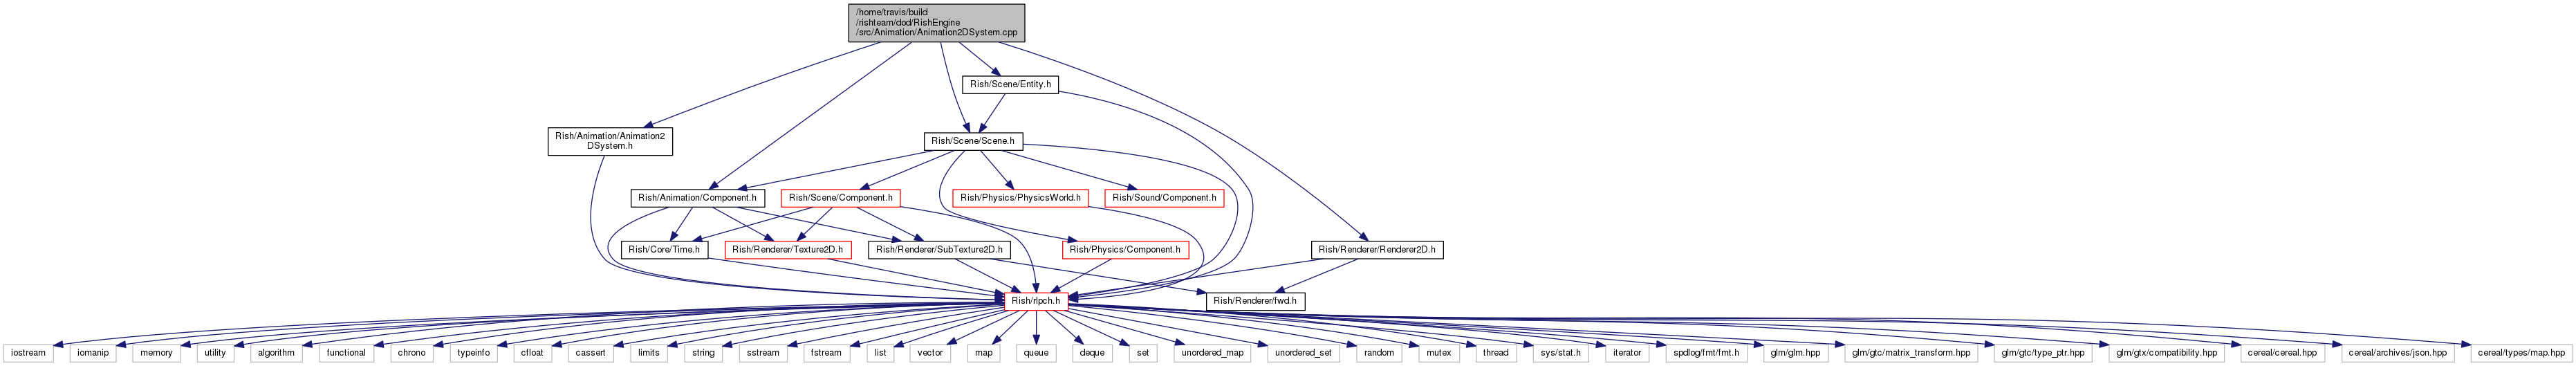 /home/travis/build
/rishteam/dod/RishEngine
/src/Animation/Animation2DSystem.cpp
Rish/Scene/Entity.h
Rish/Animation/Animation2
DSystem.h
Rish/Scene/Scene.h
Rish/Animation/Component.h
Rish/Scene/Component.h
Rish/Physics/PhysicsWorld.h
Rish/Sound/Component.h
Rish/Core/Time.h
Rish/Renderer/Texture2D.h
Rish/Renderer/SubTexture2D.h
Rish/Physics/Component.h
Rish/Renderer/Renderer2D.h
Rish/rlpch.h
Rish/Renderer/fwd.h
iostream
iomanip
memory
utility
algorithm
functional
chrono
typeinfo
cfloat
cassert
limits
string
sstream
fstream
list
vector
map
queue
deque
set
unordered_map
unordered_set
random
mutex
thread
sys/stat.h
iterator
spdlog/fmt/fmt.h
glm/glm.hpp
glm/gtc/matrix_transform.hpp
glm/gtc/type_ptr.hpp
glm/gtx/compatibility.hpp
cereal/cereal.hpp
cereal/archives/json.hpp
cereal/types/map.hpp